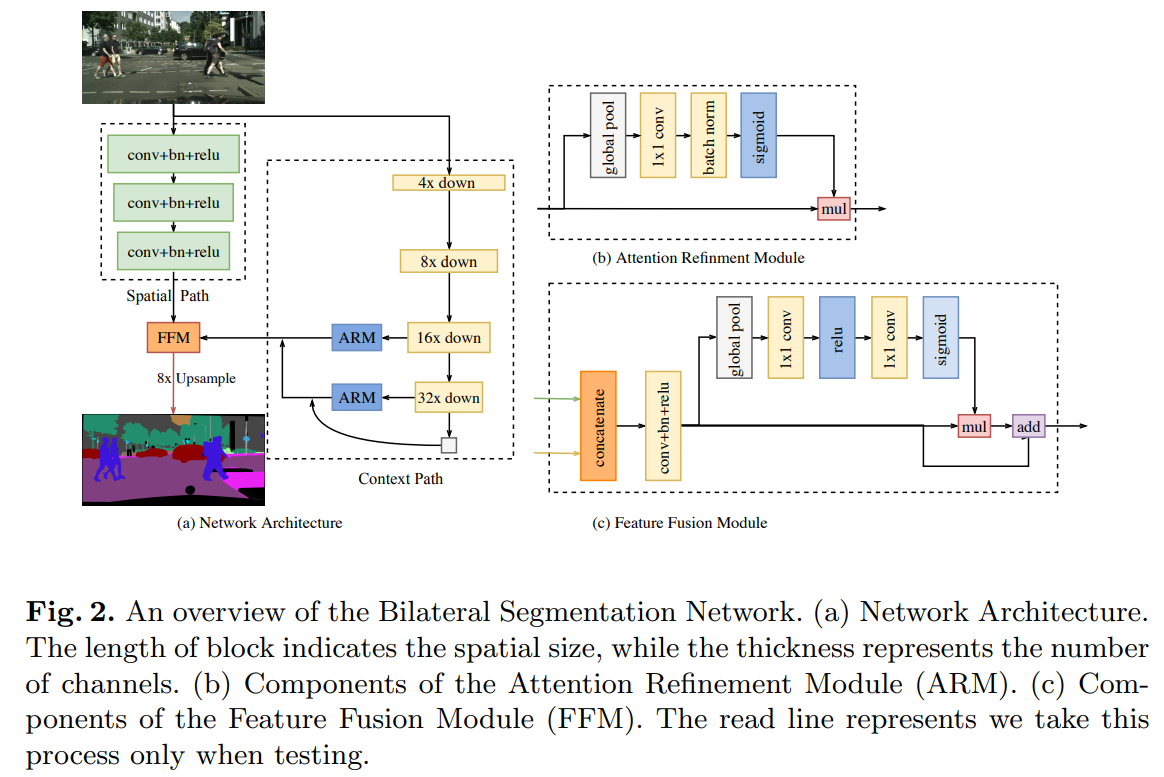 conv+bn+relu
conv+bn+relu
conv+bn+relu
Spatial Path
FFM
8x Upsample
4x down
8x down
ARM
16x down
ARM
32x down
Context Path
(a) Network Architecture
global pool
1x1 conv
batch norm
sigmoid
mul
(b) Attention Refinment Module
concatenate
conv+bn+relu
global pool
1x1 conv
relu
1x1 conv
sigmoid
mul
add
(c) Feature Fusion Module
Fig. 2. An overview of the Bilateral Segmentation Network. (a) Network Architecture.
The length of block indicates the spatial size, while the thickness represents the number
of channels. (b) Components of the Attention Refinement Module (ARM). (c) Com-
ponents of the Feature Fusion Module (FFM). The read line represents we take this
process only when testing.